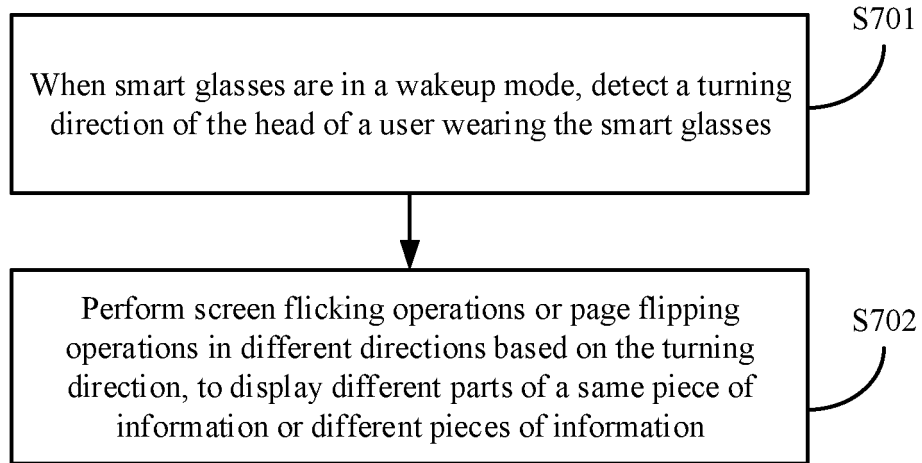 S701
When smart glasses are in a wakeup mode, detect a turning
direction of the head of a user wearing the smart glasses
S702
Perform screen flicking operations or page flipping
operations in different directions based on the turning
direction, to display different parts of a same piece of
information or different pieces of information